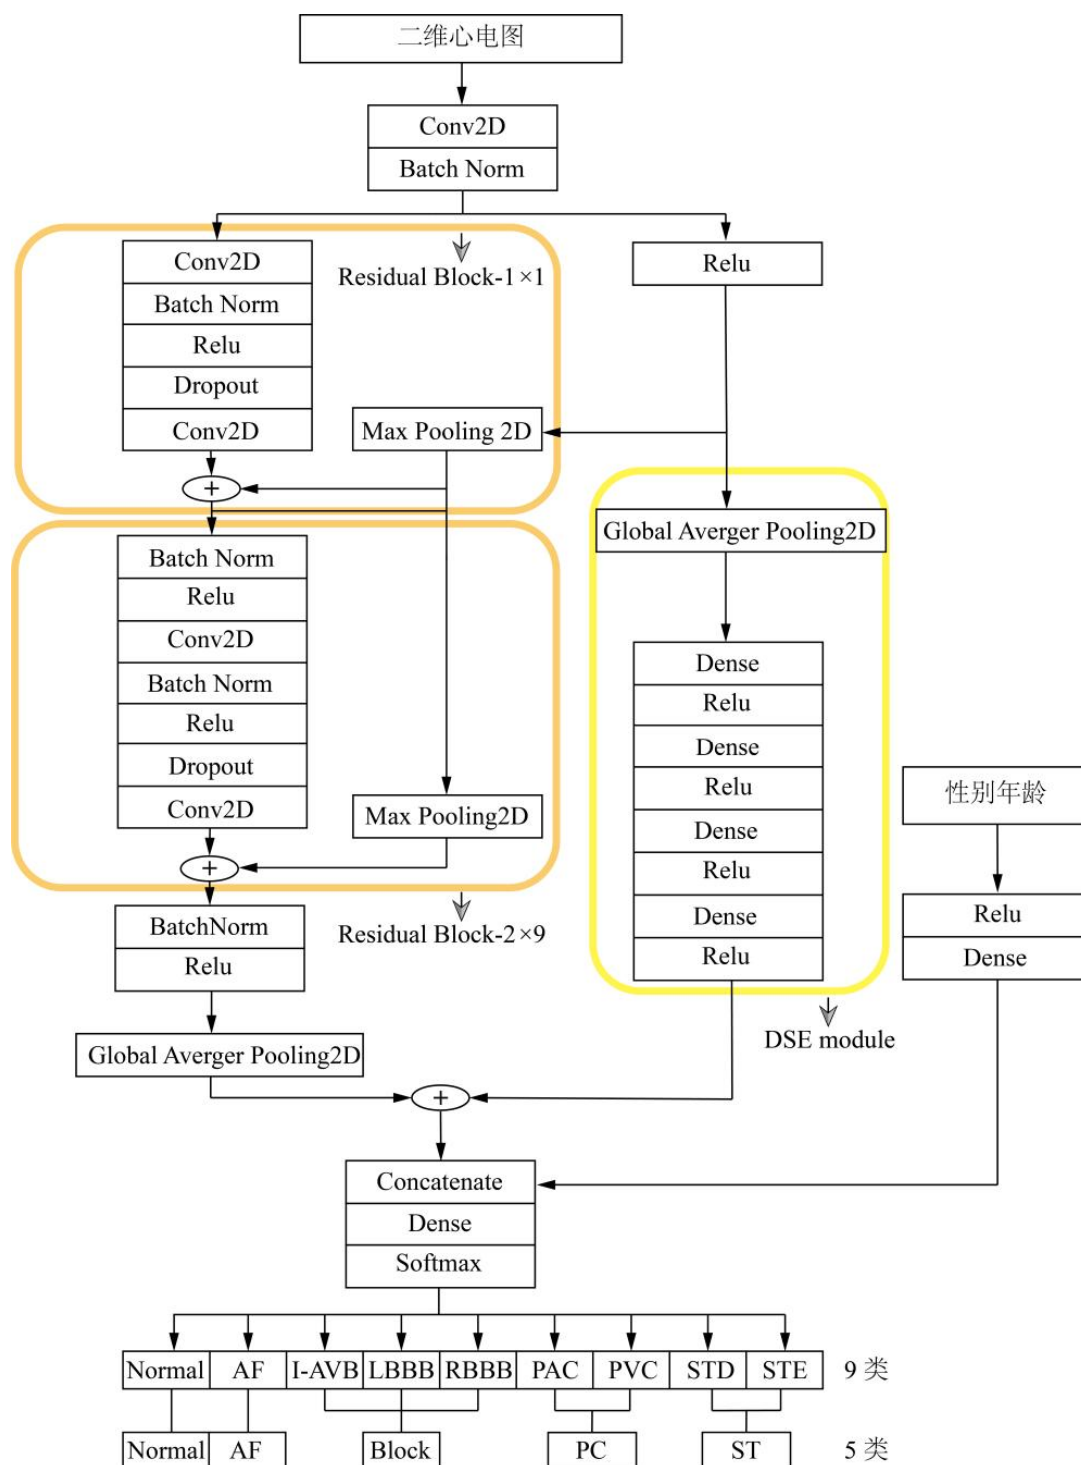 二维心电图
Conv2D
Batch Norm
Conv2D
Batch Norm
Relu
Dropout
Conv2D
Residual Block-1×1
Max Pooling 2D
Relu
+
Batch Norm
Relu
Conv2D
Batch Norm
Relu
Dropout
Conv2D
Max Pooling2D
+
Residual Block-2×9
BatchNorm
Relu
Global Averger Pooling2D
Global Averger Pooling2D
Dense
Relu
Dense
Relu
Dense
Relu
Dense
Relu
DSE module
性别年龄
Relu
Dense
+
Concatenate
Dense
Softmax
Normal AF I-AVB LBBB RBBB PAC PVC STD STE 9 类
Normal AF Block PC ST 5 类